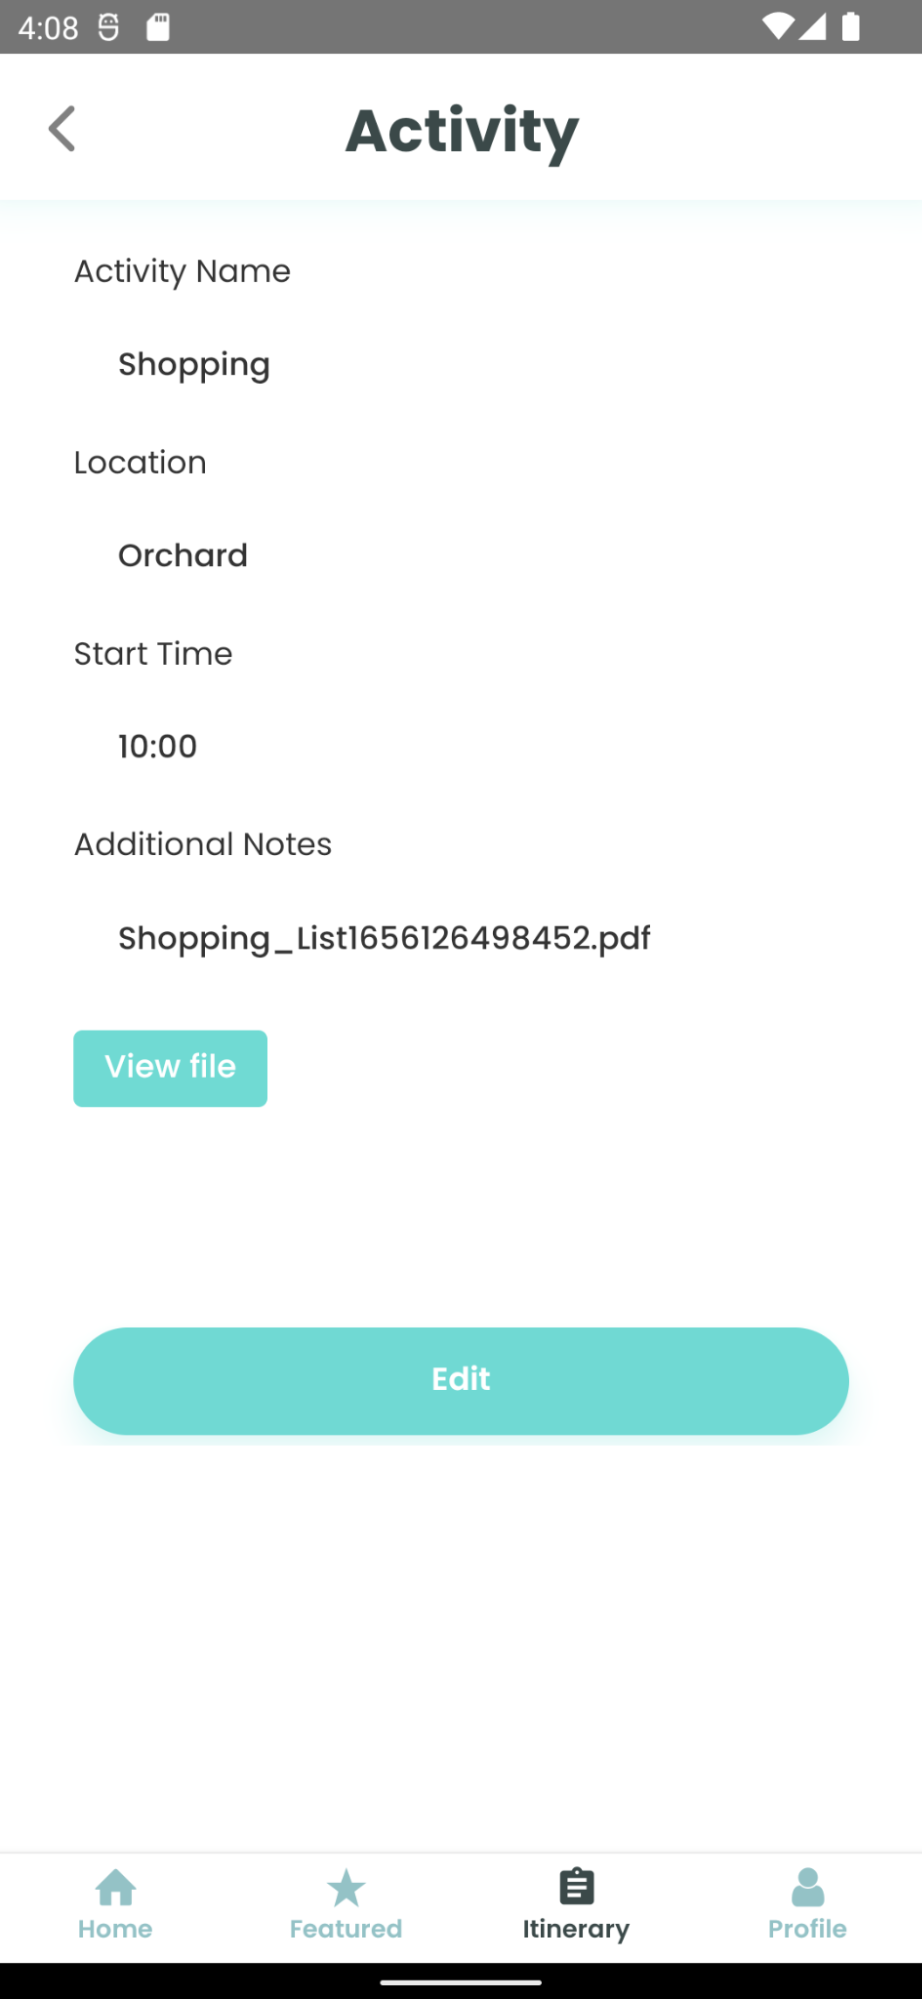 4:08
Activity
Activity Name
Shopping
Location
Orchard
Start Time
10:00
Additional Notes
Shopping_List1656126498452.pdf
View file
Edit
Home Featured Itinerary Profile